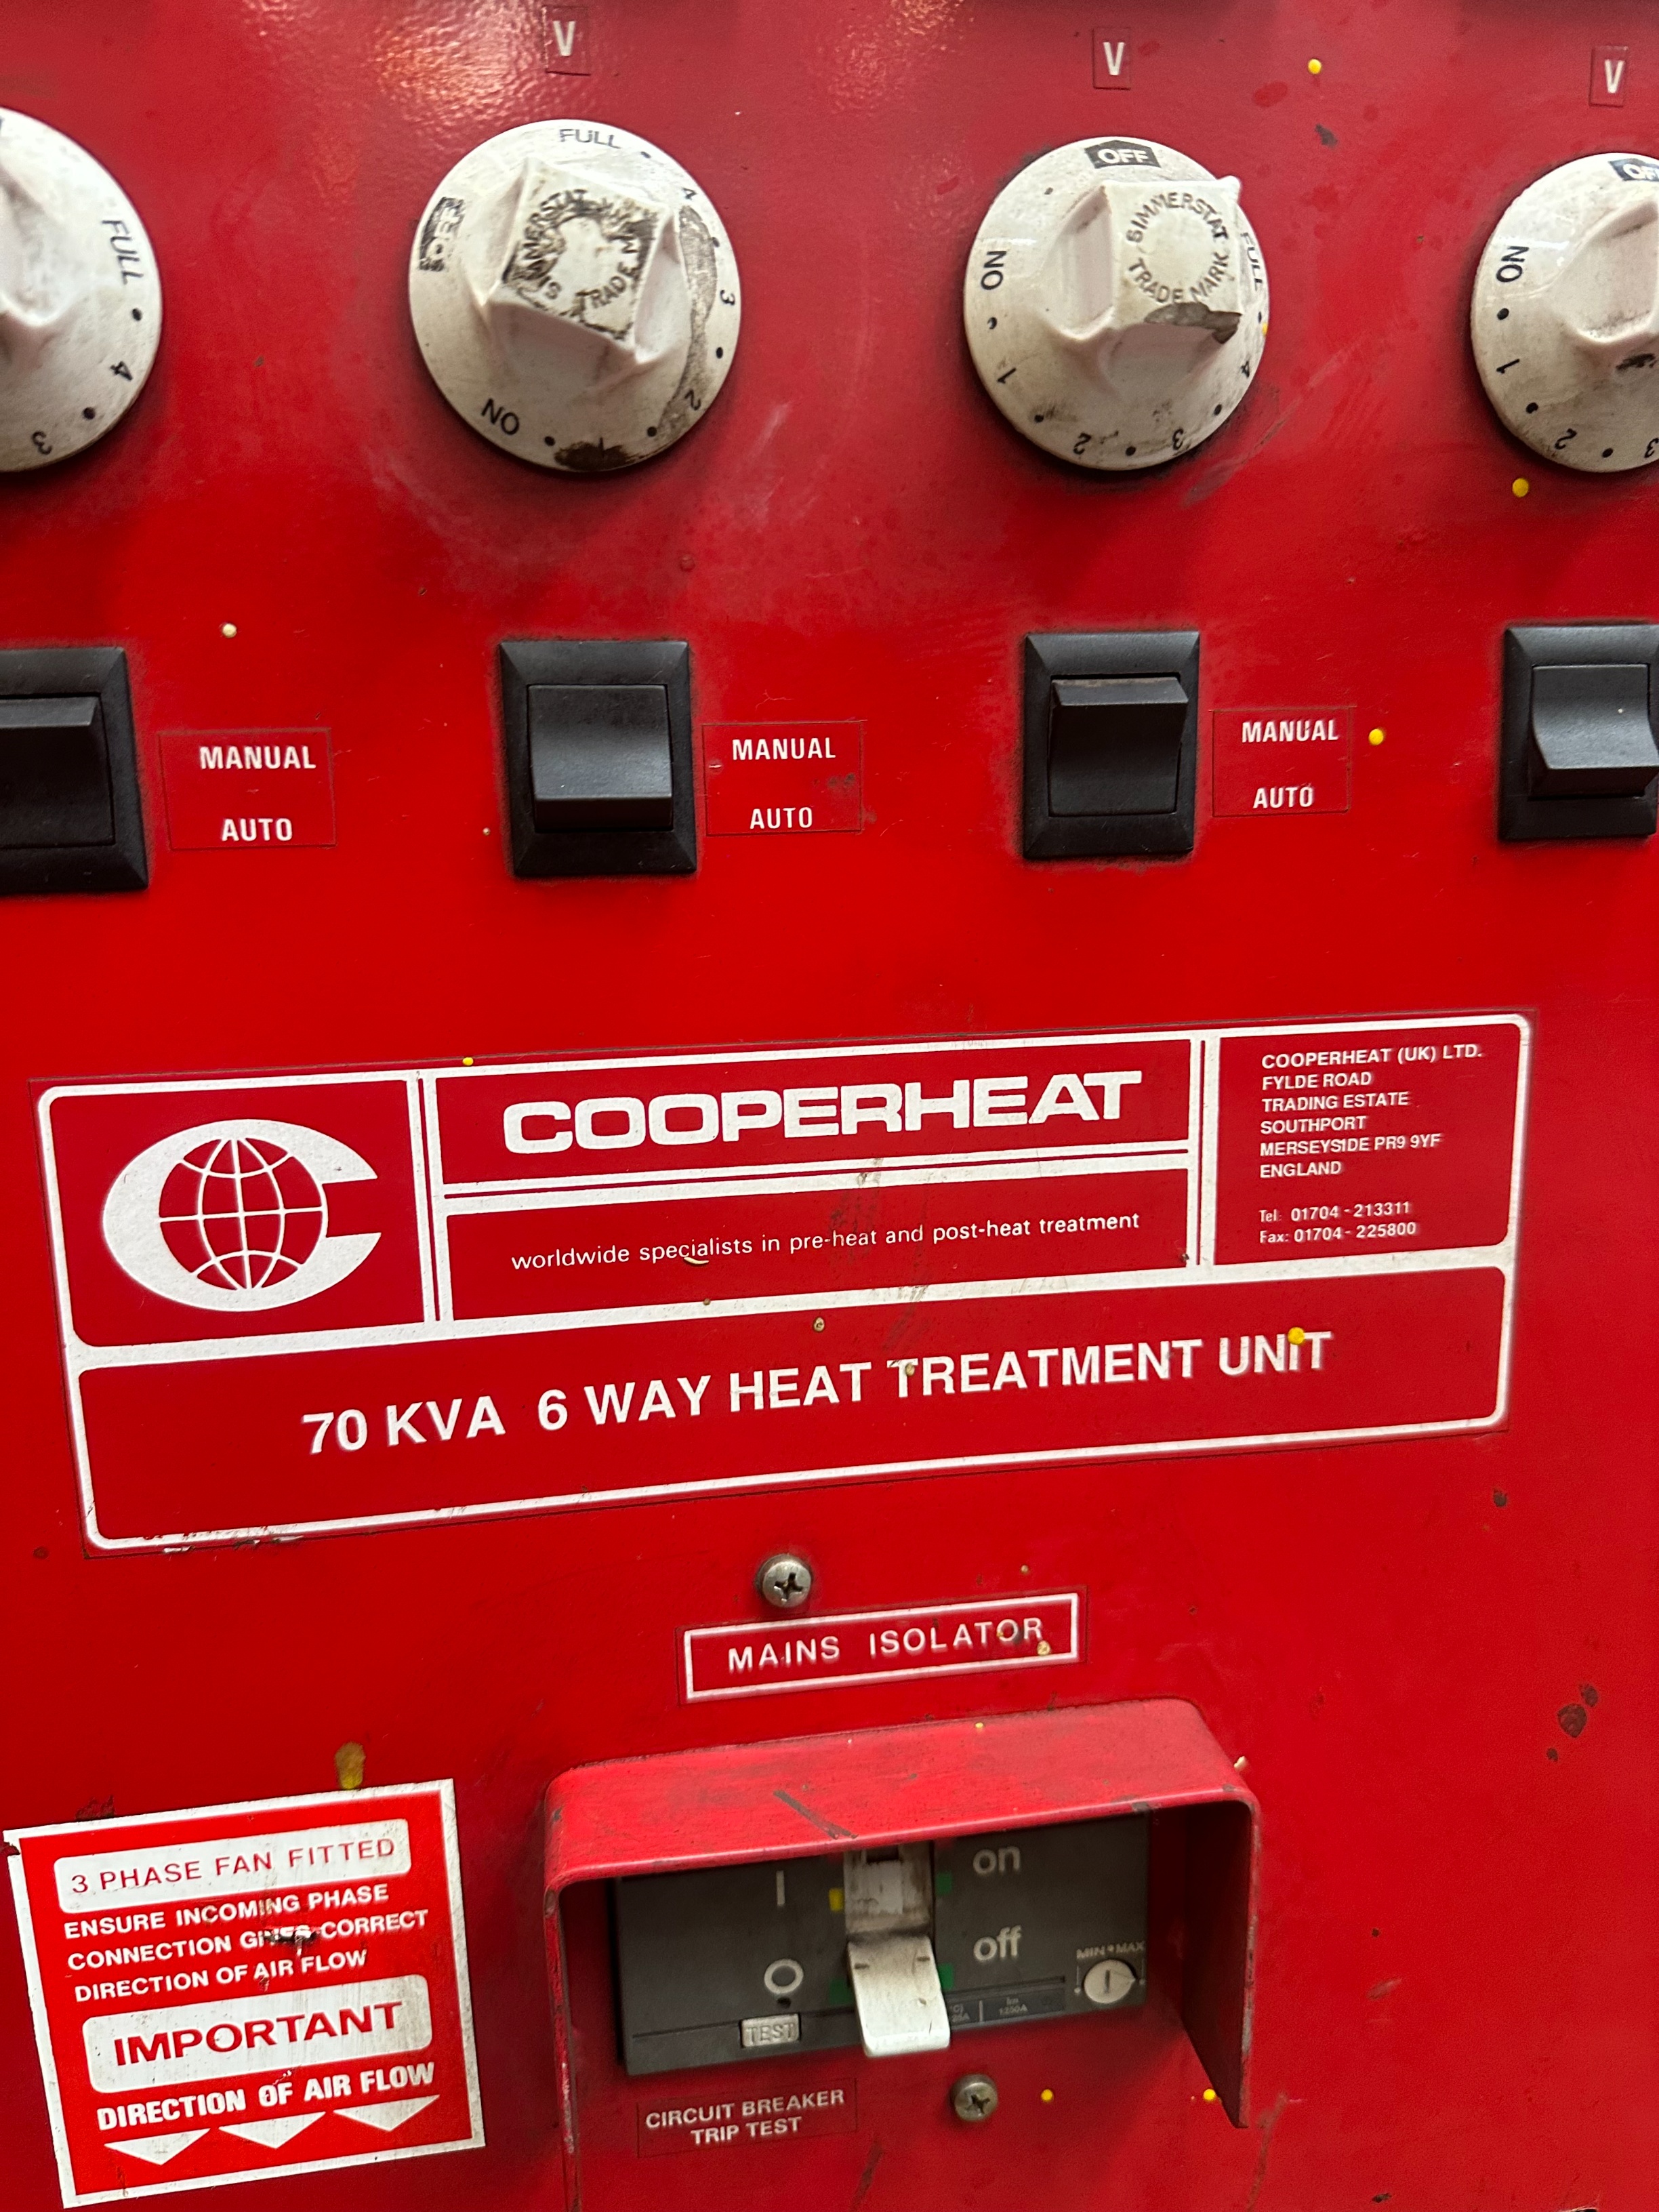 V
V
V
FULL
4
3
FULL
4
3
2
ON
SIMMERSTAT TRADE MARK
OFF
ON
1
2
3
4
FULL
SIMMERSTAT
TRADE MARK
OFF
ON
1
2
3
MANUAL
AUTO
MANUAL
AUTO
MANUAL
AUTO
COOPERHEAT
worldwide specialists in pre-heat and post-heat treatment
COOPERHEAT (UK) LTD.
FYLDE ROAD
TRADING ESTATE
SOUTHPORT
MERSEYSIDE PR9 9YF
ENGLAND
Tel: 01704 - 213311
Fax: 01704 - 225800
70 KVA 6 WAY HEAT TREATMENT UNIT
MAINS ISOLATOR
3 PHASE FAN FITTED
ENSURE INCOMING PHASE
CONNECTION GIVES CORRECT
DIRECTION OF AIR FLOW
IMPORTANT
DIRECTION OF AIR FLOW
I on
O off
MIN MAX
TEST
CIRCUIT BREAKER
TRIP TEST